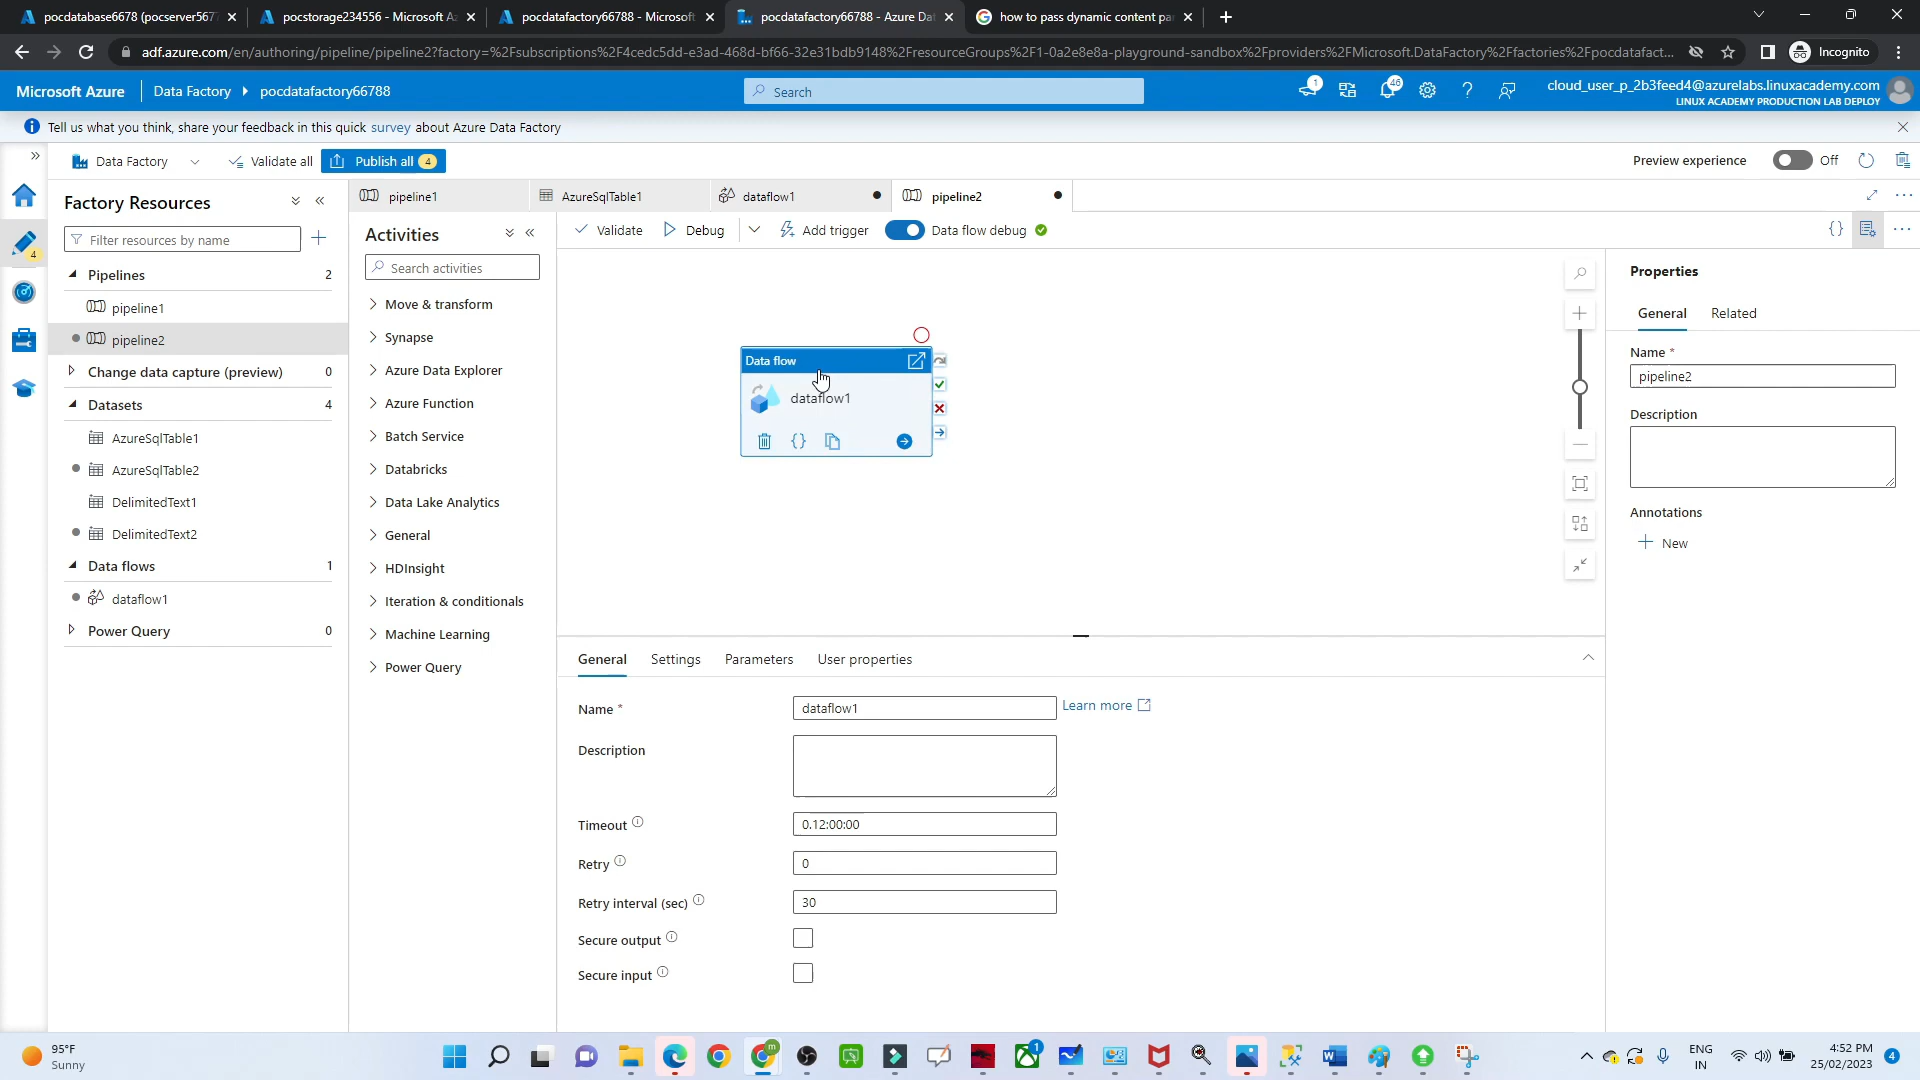 pocdatabase6678 (pocserver567
pocstorage234556 - Microsoft Az
pocdatafactory66788 - Microsoft
pocdatafactory66788 - Azure Dat
how to pass dynamic content pa
adf.azure.com/en/authoring/pipeline/pipeline2?factory=%2Fsubscriptions%2F4cedc5dd-e3ad-468d-bf66-32e31bdb9148%2FresourceGroups%2F1-0a2e8e8a-playground-sandbox%2Fproviders%2FMicrosoft.DataFactory%2Ffactories%2Fpocdatafact...
Incognito
Microsoft Azure
Data Factory
pocdatafactory66788
Search
1
46
cloud_user_p_2b3feed4@azurelabs.linuxacademy.com
LINUX ACADEMY PRODUCTION LAB DEPLOY
Tell us what you think, share your feedback in this quick survey about Azure Data Factory
Data Factory
Validate all
Publish all 4
Preview experience
Off
Factory Resources
pipeline1
AzureSqlTable1
dataflow1
pipeline2
4
Filter resources by name
Activities
Validate
Debug
Add trigger
Data flow debug
Search activities
Pipelines 2
pipeline1
pipeline2
Change data capture (preview) 0
Datasets 4
AzureSqlTable1
AzureSqlTable2
DelimitedText1
DelimitedText2
Data flows 1
dataflow1
Power Query 0
Move & transform
Synapse
Azure Data Explorer
Azure Function
Batch Service
Databricks
Data Lake Analytics
General
HDInsight
Iteration & conditionals
Machine Learning
Power Query
Data flow
dataflow1
Properties
General
Related
Name *
pipeline2
Description
Annotations
New
General
Settings
Parameters
User properties
Name *
dataflow1
Learn more
Description
Timeout
0.12:00:00
Retry
0
Retry interval (sec)
30
Secure output
Secure input
95°F
Sunny
m
1
ENG
IN
4:52 PM
25/02/2023
4